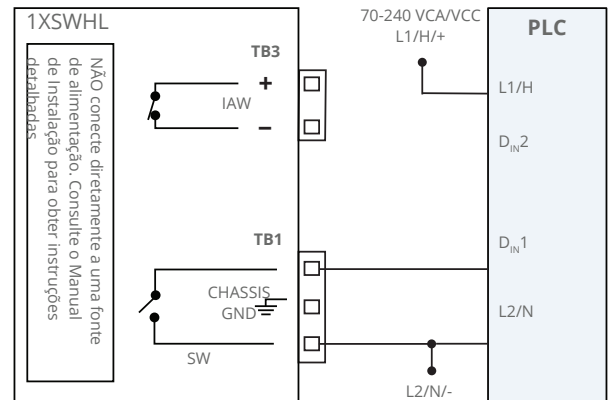 1XSWHL
NÃO conecte diretamente a uma fonte
de alimentação. Consulte o Manual
de Instalação para obter instruções
detalhadas
TB3
+
IAW
−
TB1
CHASSIS
GND
SW
70-240 VCA/VCC
L1/H/+
L2/N/-
PLC
L1/H
DIN2
DIN1
L2/N